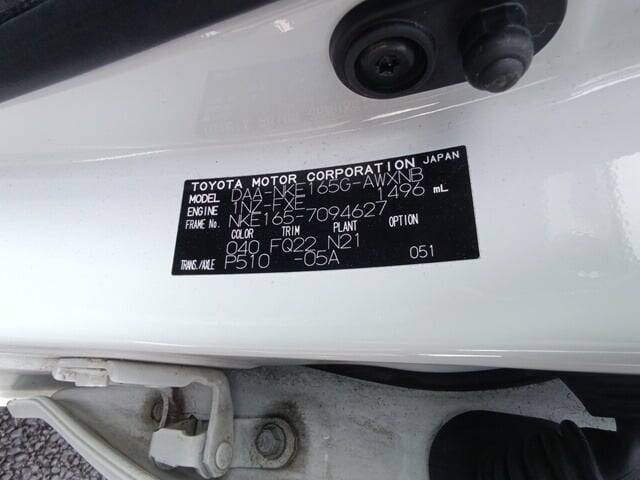 TOYOTA MOTOR CORPORATION JAPAN
MODEL DAA-NKE165G-AWXNB
ENGINE 1NZ-FXE 1496 mL
FRAME No. NKE165-7094627
COLOR TRIM PLANT OPTION
040 FQ22 N21
TRANS./AXLE P510 -05A 051